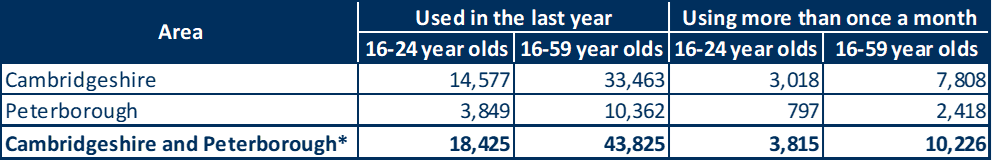 Area Used in the last year Using more than once a month
16-24 year olds 16-59 year olds 16-24 year olds 16-59 year olds
Cambridgeshire 14,577 33,463 3,018 7,808
Peterborough 3,849 10,362 797 2,418
Cambridgeshire and Peterborough* 18,425 43,825 3,815 10,226